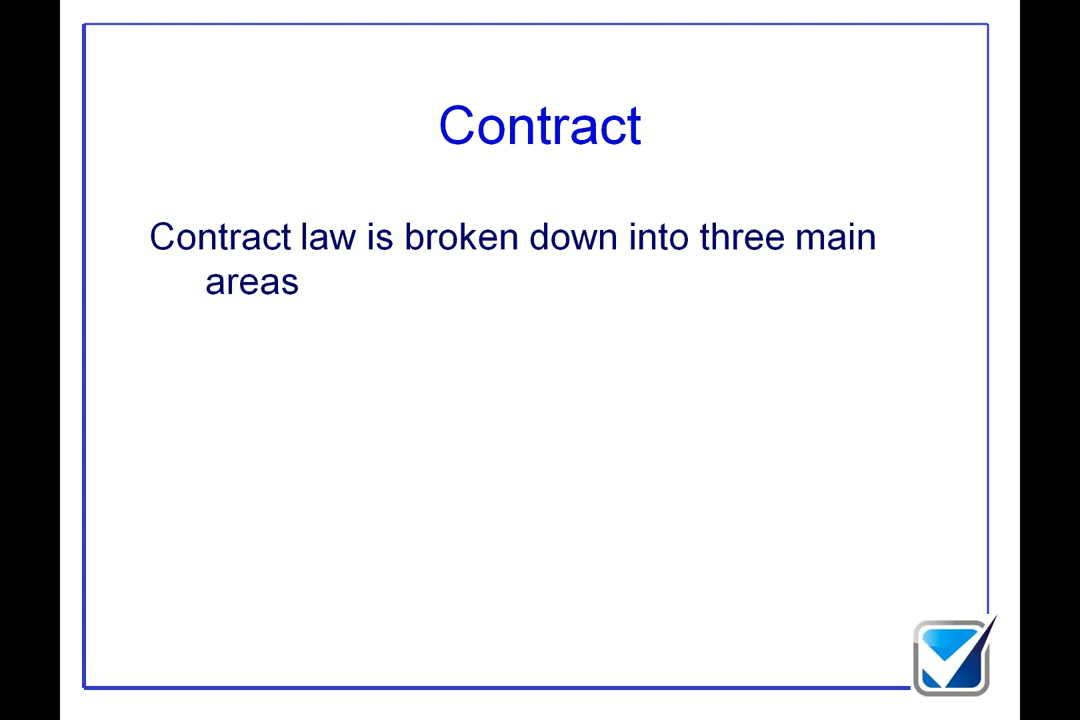 Contract
Contract law is broken down into three main
areas